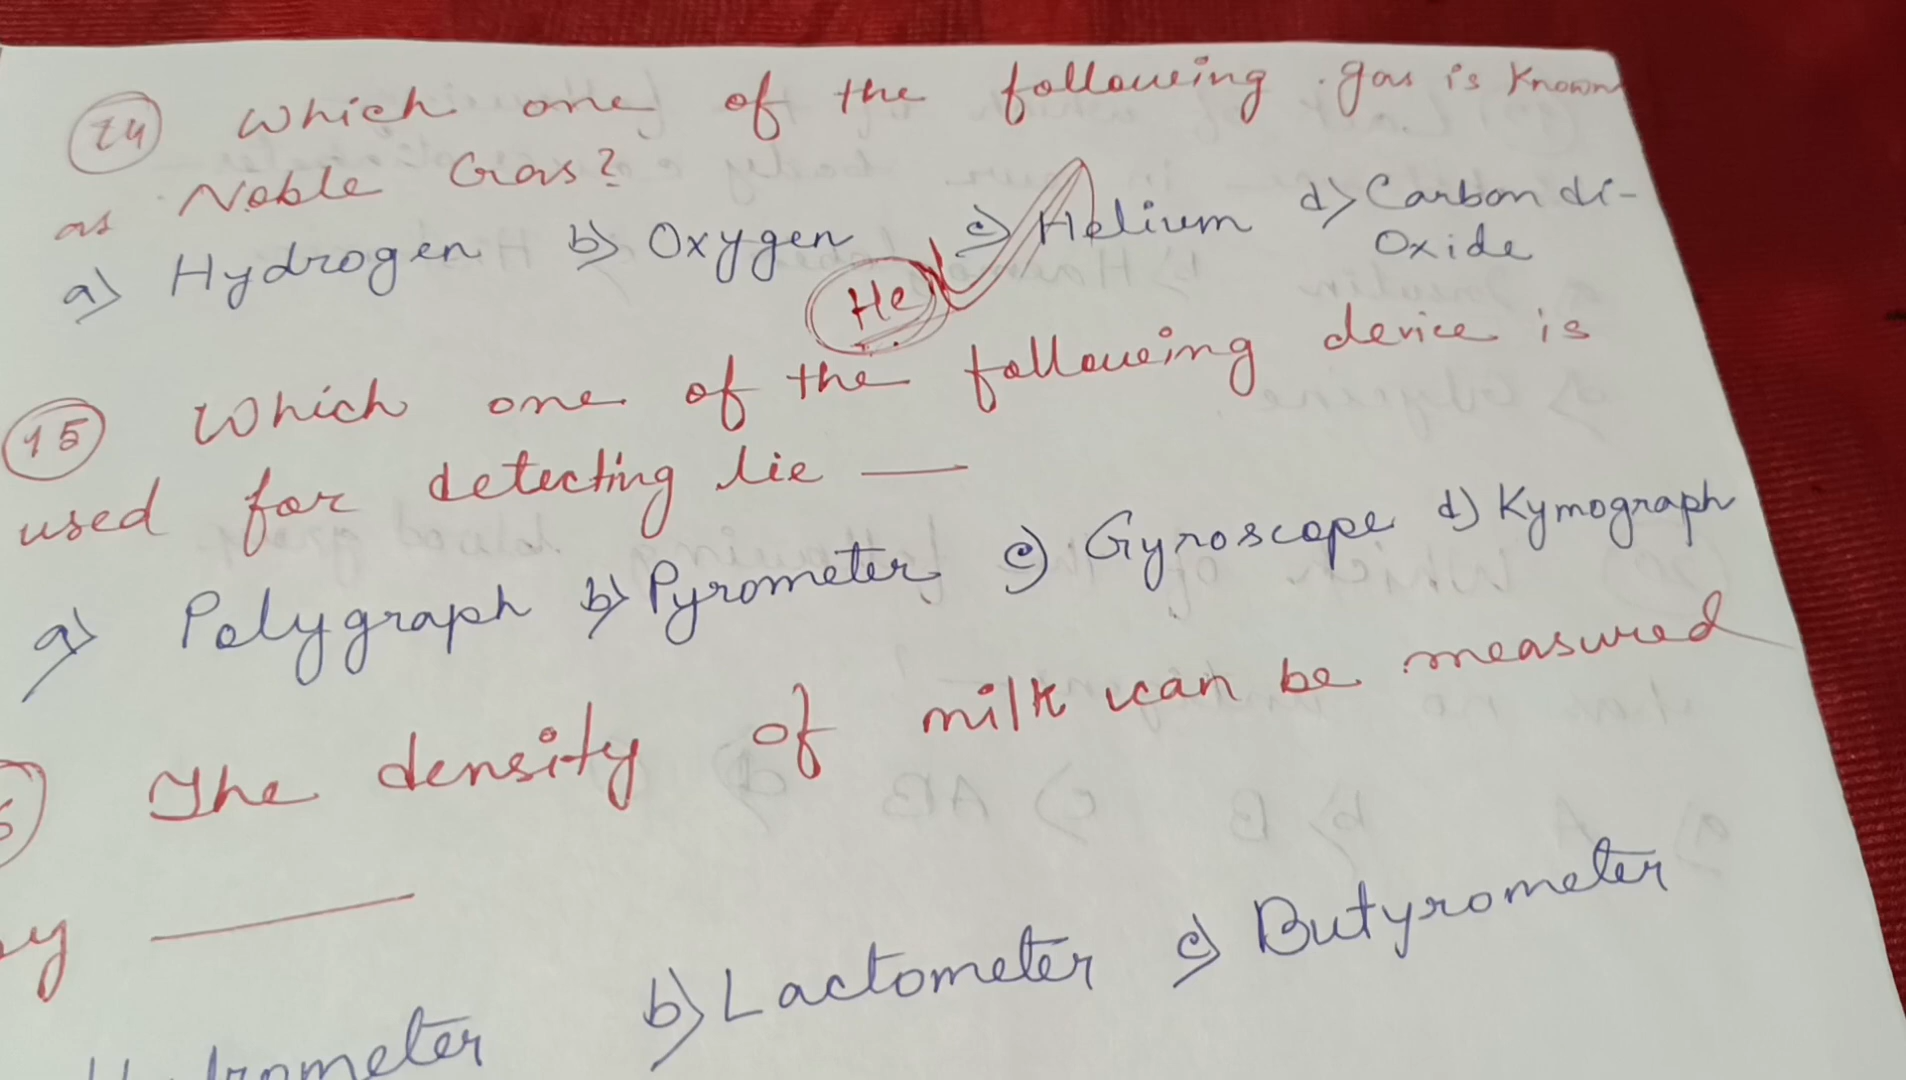 14 Which one of the following gas is known
as Noble Gas?
a) Hydrogen b) Oxygen c) Helium d) Carbon di-
Oxide
He
15 Which one of the following device is
used for detecting lie —
a) Polygraph b) Pyrometer c) Gyroscope d) Kymograph
The density of milk can be measured
by —
b) Lactometer c) Butyrometer